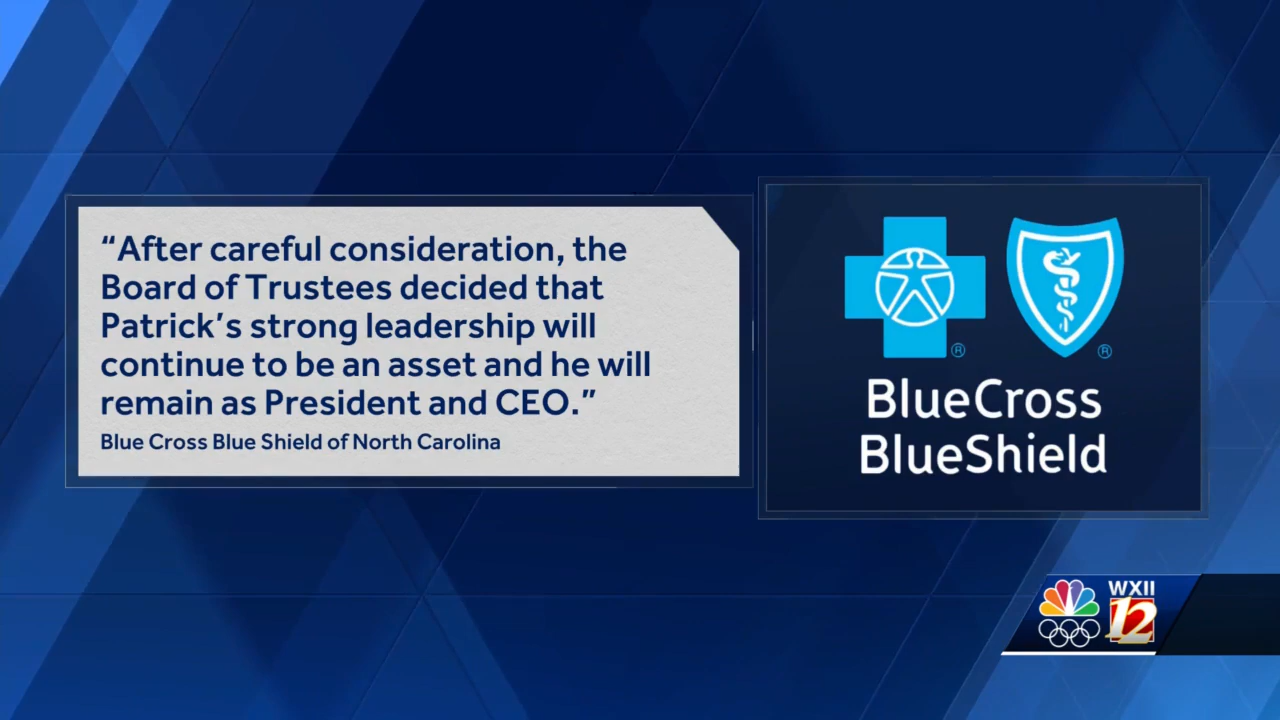 “After careful consideration, the
Board of Trustees decided that
Patrick’s strong leadership will
continue to be an asset and he will
remain as President and CEO.”
Blue Cross Blue Shield of North Carolina
® ®
BlueCross
BlueShield
WXII
12